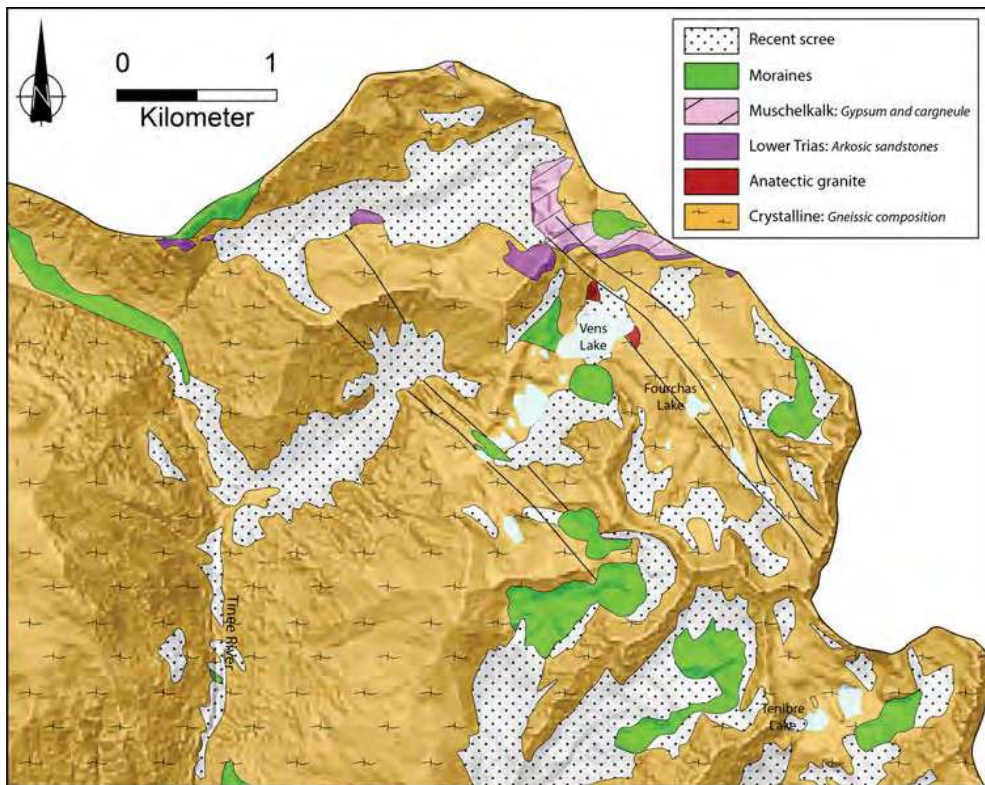 0 1
Kilometer
N
Recent scree
Moraines
Muschelkalk: Gypsum and cargneule
Lower Trias: Arkosic sandstones
Anatectic granite
Crystalline: Gneissic composition
Vens
Lake
Fourchas
Lake
Tinée River
Tenibre
Lake